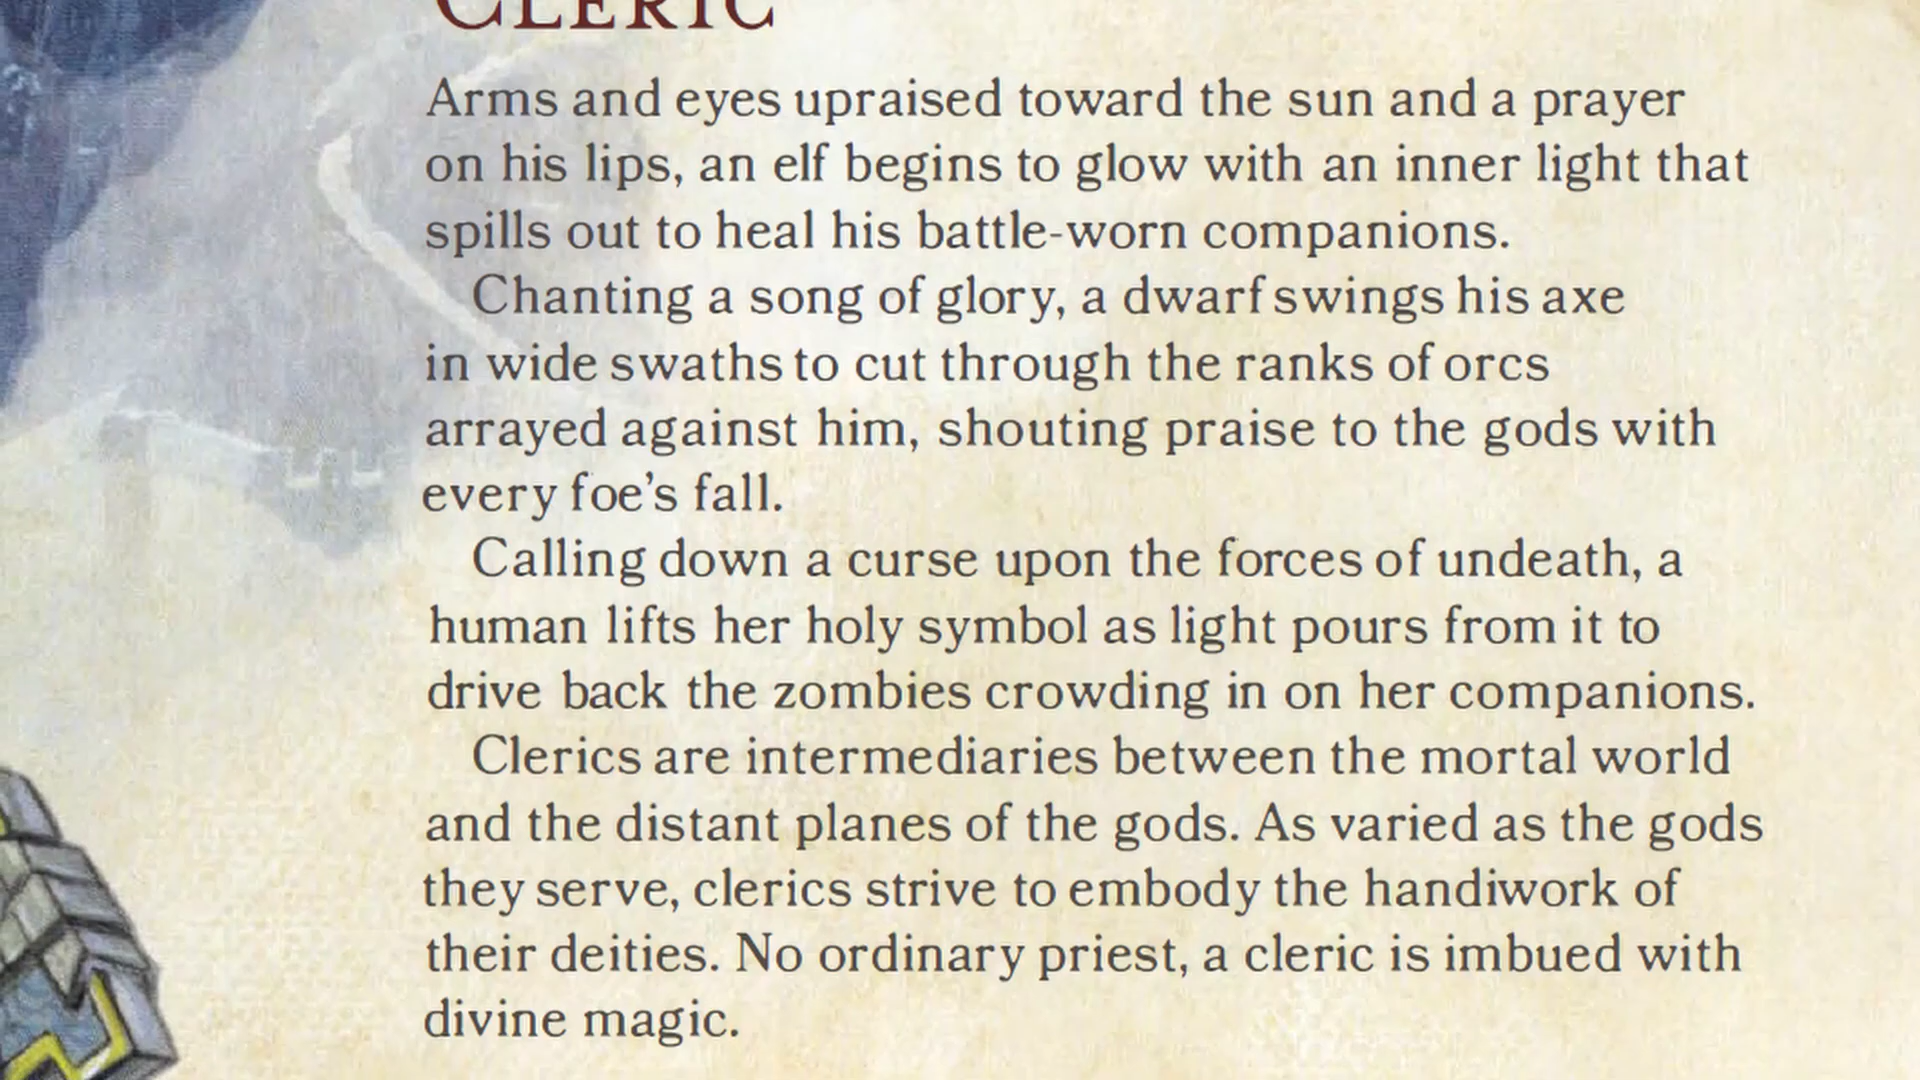 CLERIC
Arms and eyes upraised toward the sun and a prayer
on his lips, an elf begins to glow with an inner light that
spills out to heal his battle-worn companions.
Chanting a song of glory, a dwarf swings his axe
in wide swaths to cut through the ranks of orcs
arrayed against him, shouting praise to the gods with
every foe's fall.
Calling down a curse upon the forces of undeath, a
human lifts her holy symbol as light pours from it to
drive back the zombies crowding in on her companions.
Clerics are intermediaries between the mortal world
and the distant planes of the gods. As varied as the gods
they serve, clerics strive to embody the handiwork of
their deities. No ordinary priest, a cleric is imbued with
divine magic.